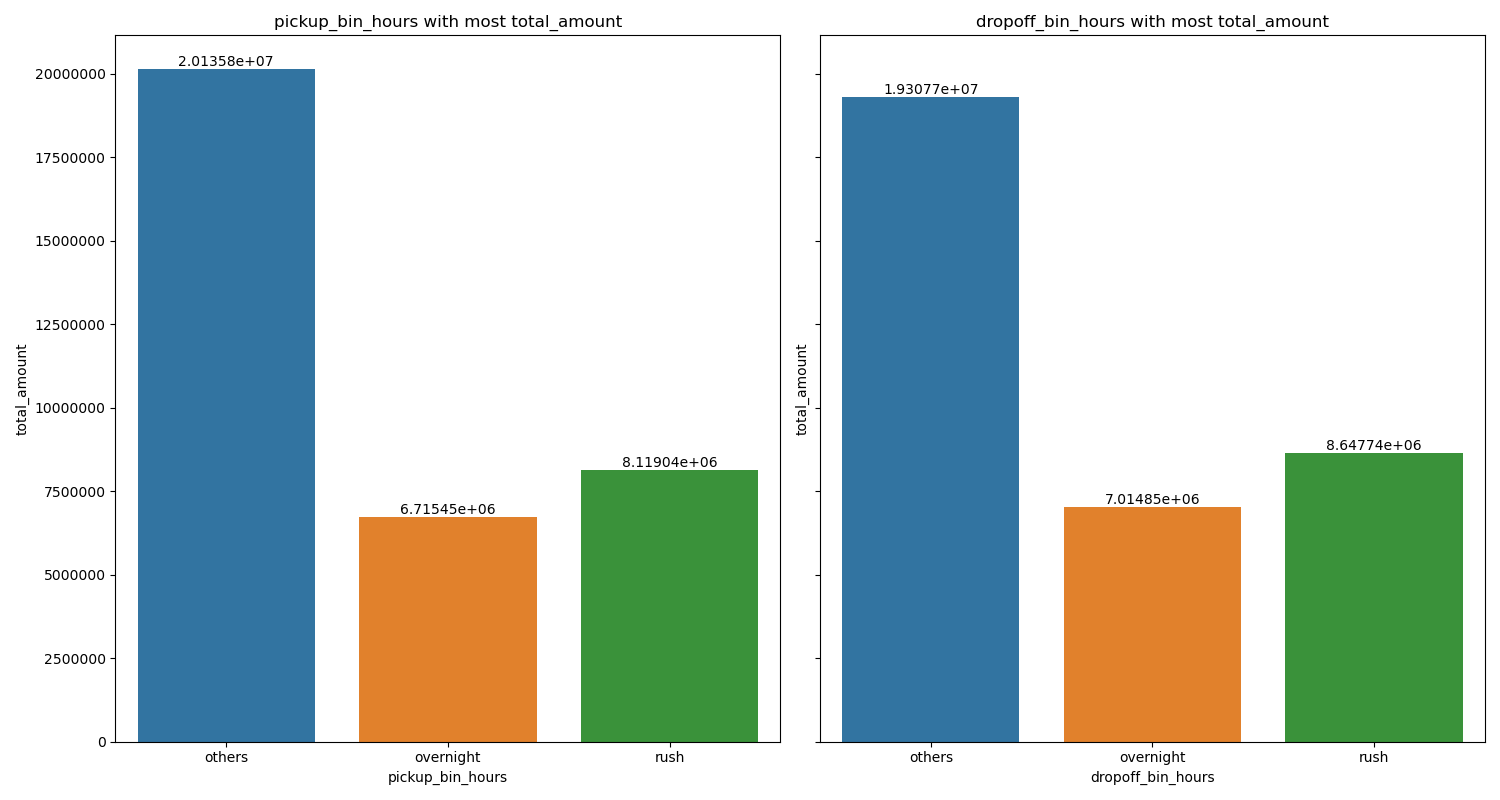 pickup_bin_hours with most total_amount
2.01358e+07
6.71545e+06
8.11904e+06
20000000
17500000
15000000
12500000
10000000
7500000
5000000
2500000
0
total_amount
others
overnight
rush
pickup_bin_hours
dropoff_bin_hours with most total_amount
1.93077e+07
7.01485e+06
8.64774e+06
total_amount
others
overnight
rush
dropoff_bin_hours